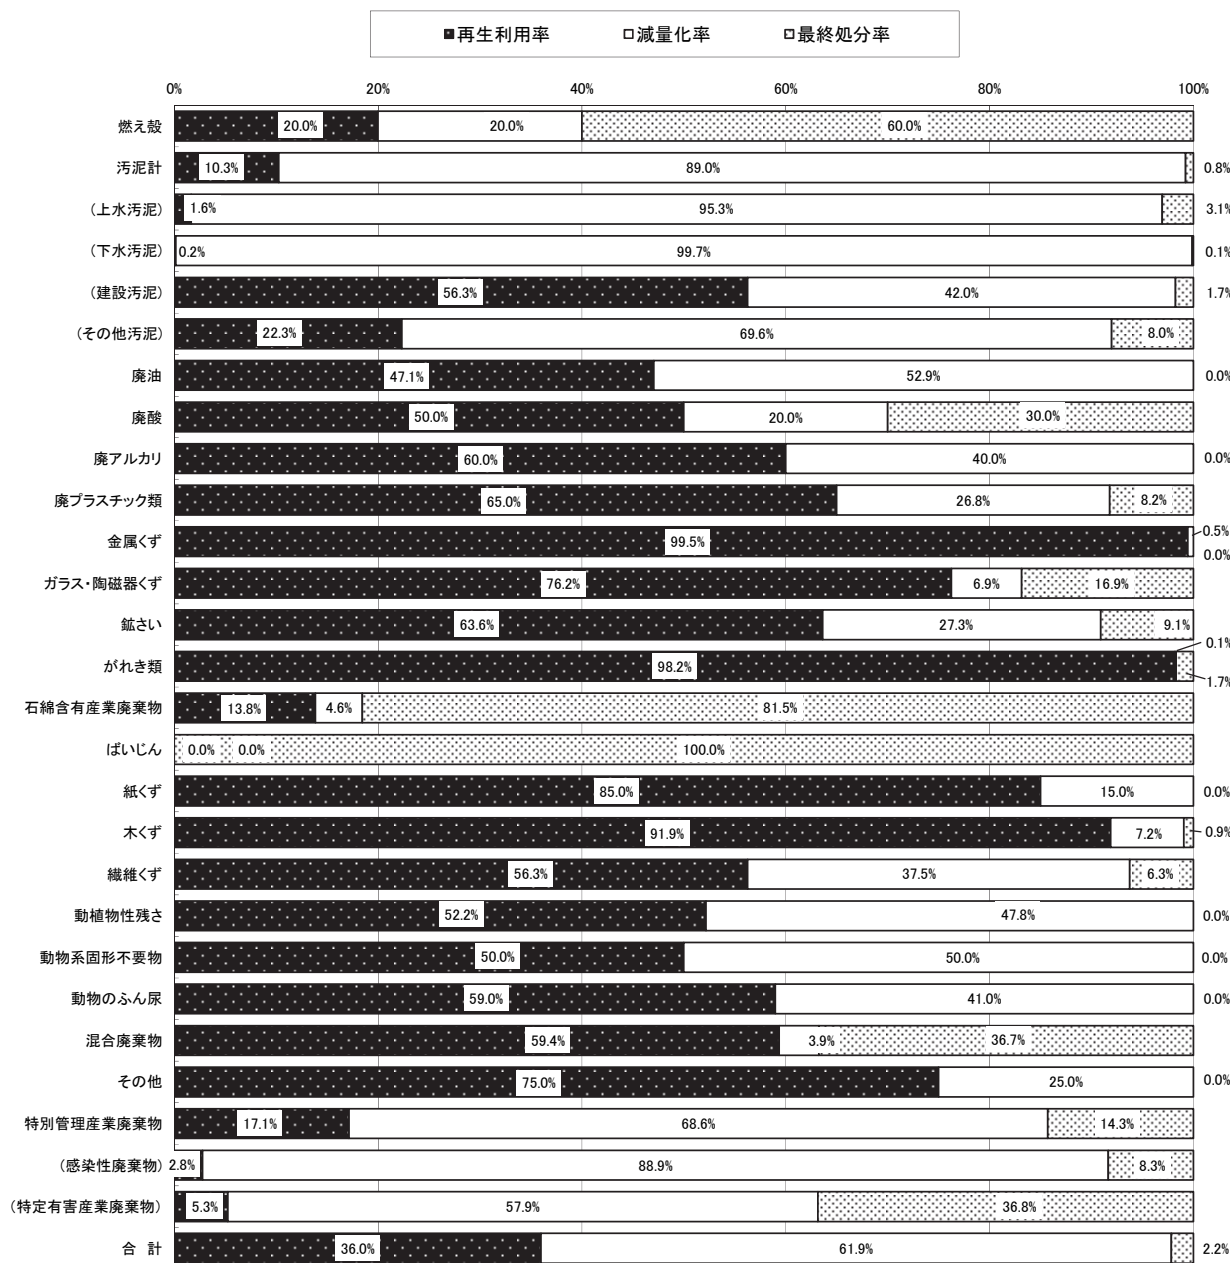 ■再生利用率 □減量化率 最終処分率
0% 20% 40% 60% 80% 100%
燃え殻 20.0% 20.0% 60.0%
汚泥計 10.3% 89.0% 0.8%
(上水汚泥) 1.6% 95.3% 3.1%
(下水汚泥) 0.2% 99.7% 0.1%
(建設汚泥) 56.3% 42.0% 1.7%
(その他汚泥) 22.3% 69.6% 8.0%
廃油 47.1% 52.9% 0.0%
廃酸 50.0% 20.0% 30.0%
廃アルカリ 60.0% 40.0% 0.0%
廃プラスチック類 65.0% 26.8% 8.2%
金属くず 99.5% 0.5% 0.0%
ガラス・陶磁器くず 76.2% 6.9% 16.9%
鉱さい 63.6% 27.3% 9.1%
がれき類 98.2% 0.1% 1.7%
石綿含有産業廃棄物 13.8% 4.6% 81.5%
ばいじん 0.0% 0.0% 100.0%
紙くず 85.0% 15.0% 0.0%
木くず 91.9% 7.2% 0.9%
繊維くず 56.3% 37.5% 6.3%
動植物性残さ 52.2% 47.8% 0.0%
動物系固形不要物 50.0% 50.0% 0.0%
動物のふん尿 59.0% 41.0% 0.0%
混合廃棄物 59.4% 3.9% 36.7%
その他 75.0% 25.0% 0.0%
特別管理産業廃棄物 17.1% 68.6% 14.3%
(感染性廃棄物) 2.8% 88.9% 8.3%
(特定有害産業廃棄物) 5.3% 57.9% 36.8%
合 計 36.0% 61.9% 2.2%